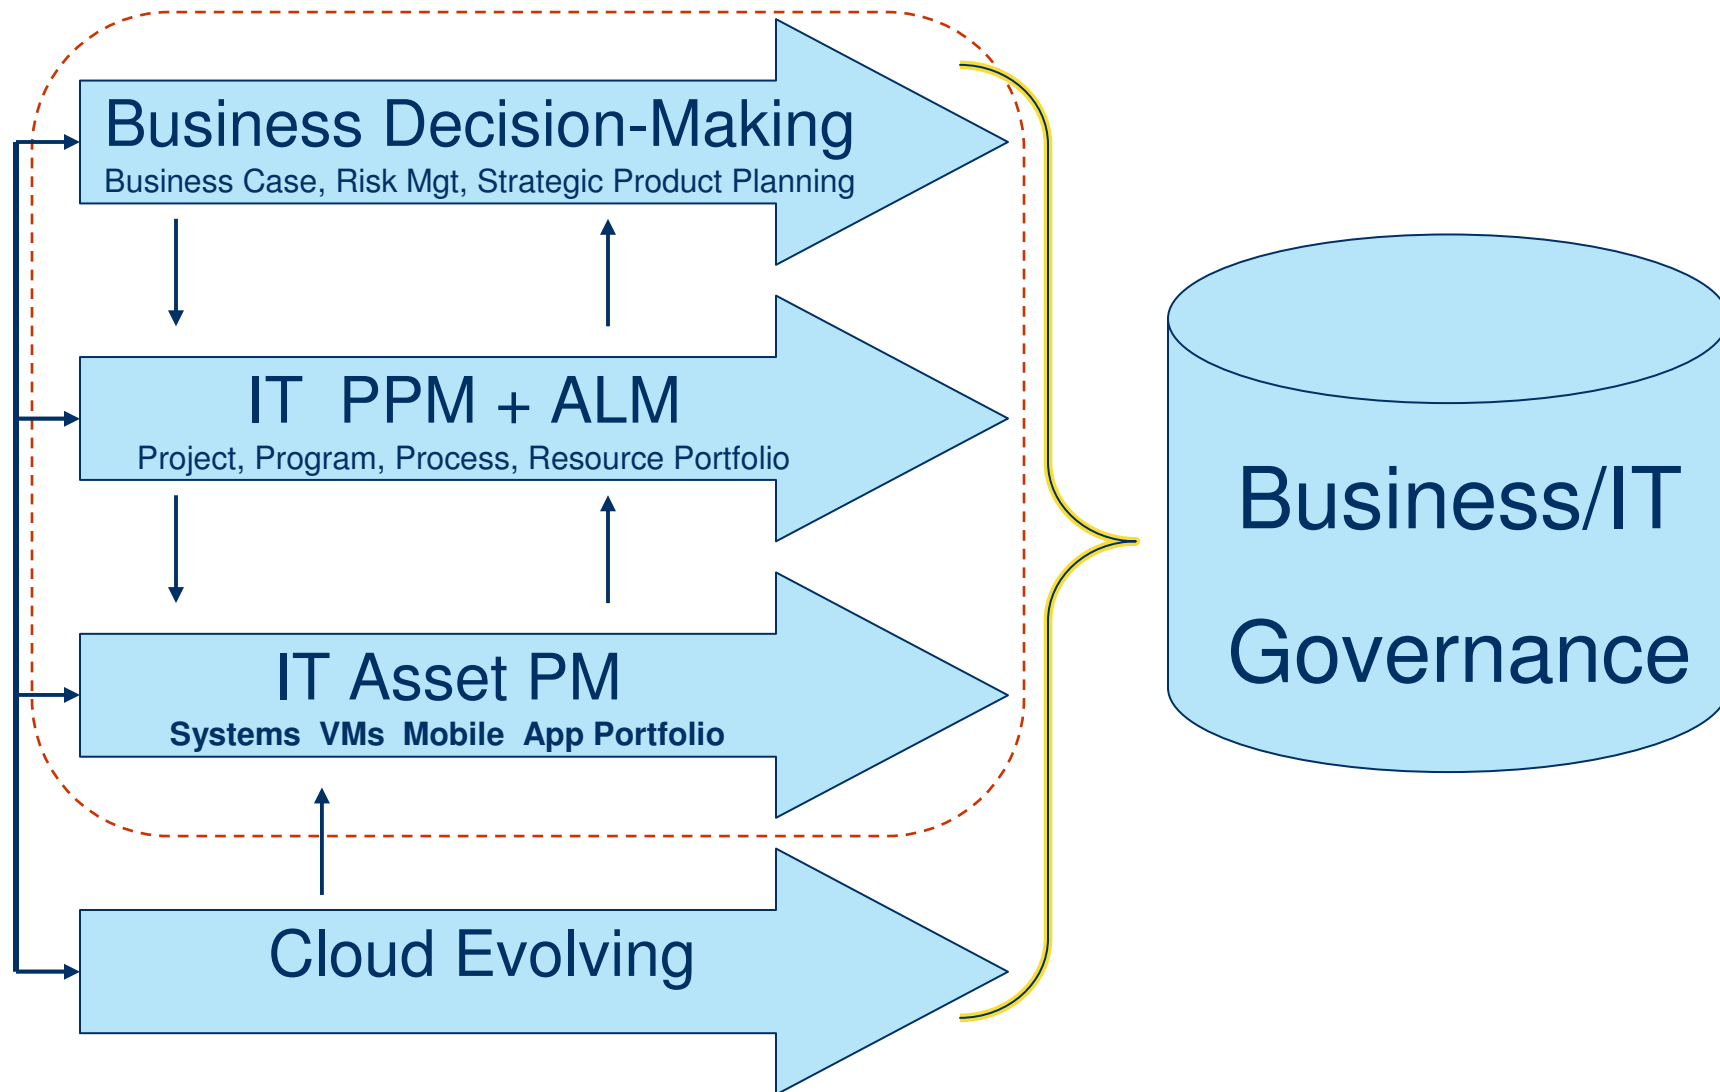 Business Decision-Making
Business Case, Risk Mgt, Strategic Product Planning
IT PPM + ALM
Project, Program, Process, Resource Portfolio
IT Asset PM
Systems VMs Mobile App Portfolio
Cloud Evolving
Business/IT
Governance